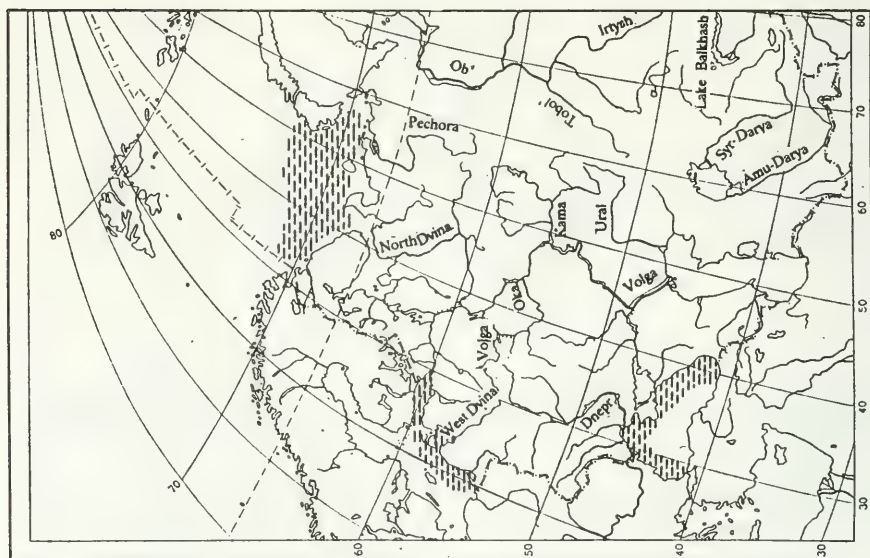 80
Irtysh
Lake Balkhash
80
Ob'
70
Tobol'
Syr-Darya
Amu-Darya
Pechora
60
80
Kama
Ural
North Dvina
Volga
50
Oka
Volga
West Dvina
Dnepr
40
70
30
60
50
40
30